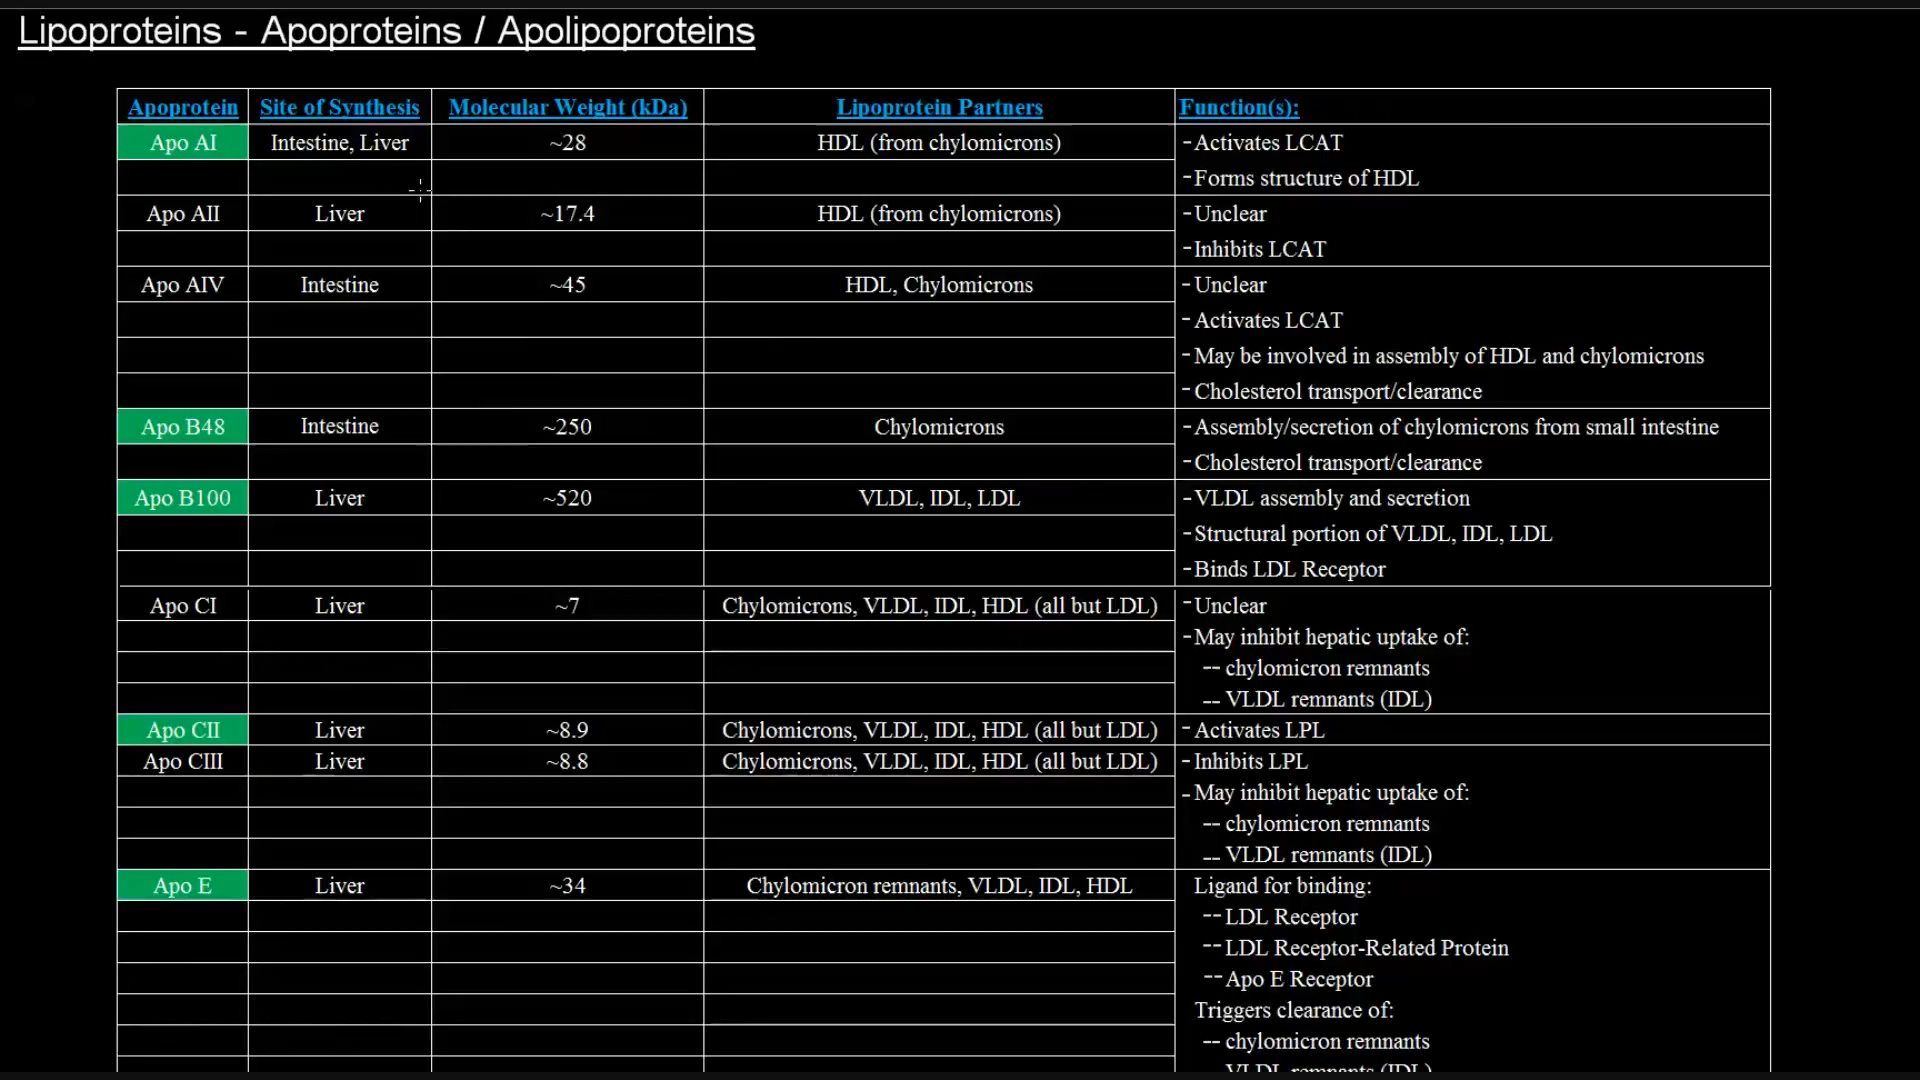 Lipoproteins - Apoproteins / Apolipoproteins
Apoprotein Site of Synthesis Molecular Weight (kDa) Lipoprotein Partners Function(s):
Apo AI Intestine, Liver ~28 HDL (from chylomicrons) -Activates LCAT
-Forms structure of HDL
Apo AII Liver ~17.4 HDL (from chylomicrons) -Unclear
-Inhibits LCAT
Apo AIV Intestine ~45 HDL, Chylomicrons -Unclear
-Activates LCAT
-May be involved in assembly of HDL and chylomicrons
-Cholesterol transport/clearance
Apo B48 Intestine ~250 Chylomicrons -Assembly/secretion of chylomicrons from small intestine
-Cholesterol transport/clearance
Apo B100 Liver ~520 VLDL, IDL, LDL -VLDL assembly and secretion
-Structural portion of VLDL, IDL, LDL
-Binds LDL Receptor
Apo CI Liver ~7 Chylomicrons, VLDL, IDL, HDL (all but LDL) -Unclear
-May inhibit hepatic uptake of:
-- chylomicron remnants
-- VLDL remnants (IDL)
Apo CII Liver ~8.9 Chylomicrons, VLDL, IDL, HDL (all but LDL) -Activates LPL
Apo CIII Liver ~8.8 Chylomicrons, VLDL, IDL, HDL (all but LDL) -Inhibits LPL
-May inhibit hepatic uptake of:
-- chylomicron remnants
-- VLDL remnants (IDL)
Apo E Liver ~34 Chylomicron remnants, VLDL, IDL, HDL Ligand for binding:
--LDL Receptor
--LDL Receptor-Related Protein
--Apo E Receptor
Triggers clearance of:
-- chylomicron remnants
VLDL remnants (IDL)